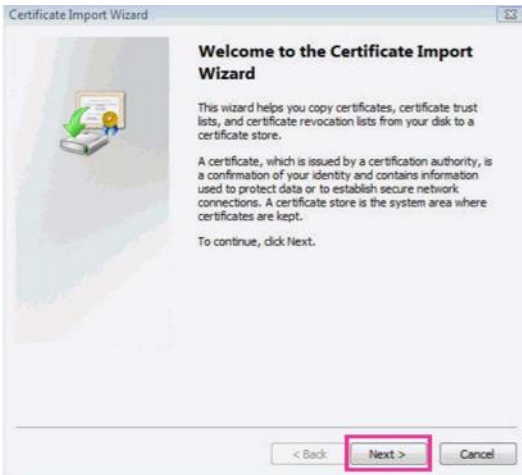 Certificate Import Wizard
Welcome to the Certificate Import
Wizard
This wizard helps you copy certificates, certificate trust
lists, and certificate revocation lists from your disk to a
certificate store.
A certificate, which is issued by a certification authority, is
a confirmation of your identity and contains information
used to protect data or to establish secure network
connections. A certificate store is the system area where
certificates are kept.
To continue, click Next.
< Back Next > Cancel